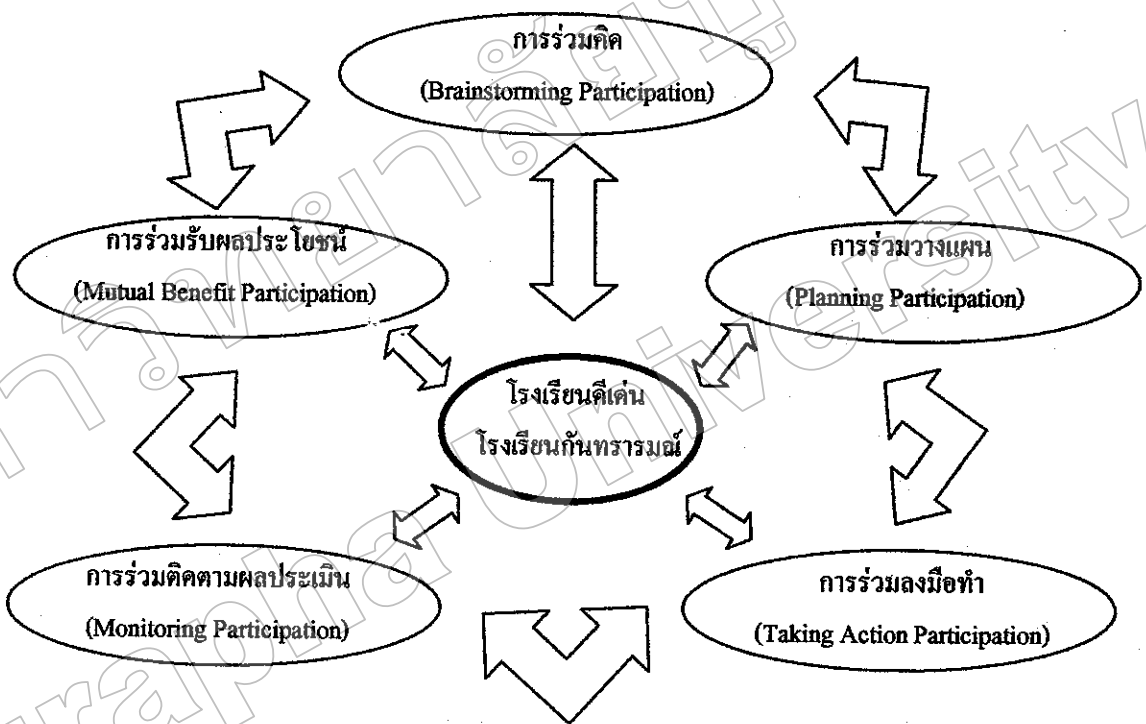 การร่วมคิด
(Brainstorming Participation)
การร่วมรับผลประโยชน์
(Mutual Benefit Participation)
การร่วมวางแผน
(Planning Participation)
โรงเรียนดีเด่น
โรงเรียนกันทรารมณ์
การร่วมติดตามผลประเมิน
(Monitoring Participation)
การร่วมลงมือทำ
(Taking Action Participation)
University